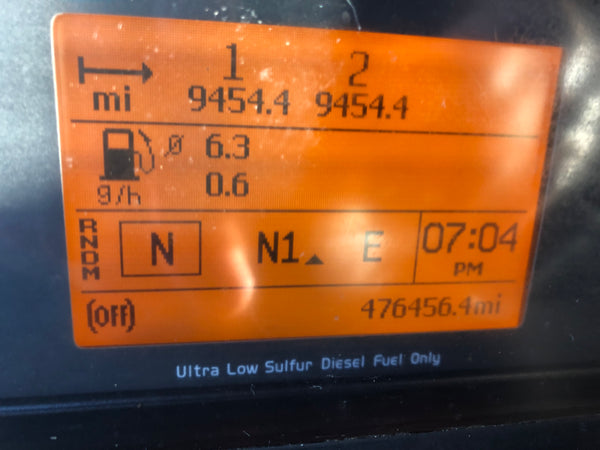 1 2
mi 9454.4 9454.4
Ø 6.3
g/h 0.6
RNDM N N1 E 07:04
PM
(OFF) 476456.4mi
Ultra Low Sulfur Diesel Fuel Only